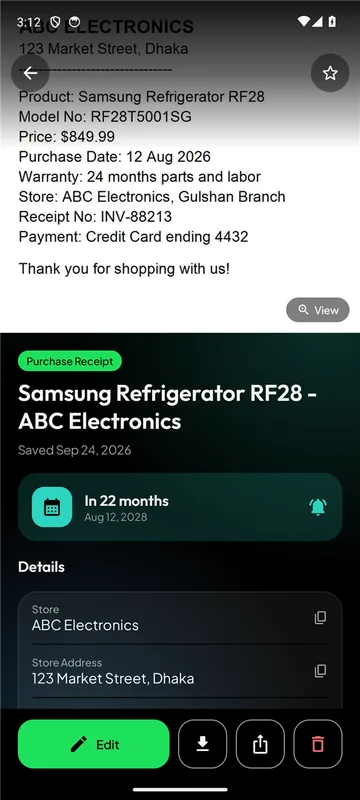 3:12
ABC ELECTRONICS
123 Market Street, Dhaka
--------------------------------
Product: Samsung Refrigerator RF28
Model No: RF28T5001SG
Price: $849.99
Purchase Date: 12 Aug 2026
Warranty: 24 months parts and labor
Store: ABC Electronics, Gulshan Branch
Receipt No: INV-88213
Payment: Credit Card ending 4432
Thank you for shopping with us!
View
Purchase Receipt
Samsung Refrigerator RF28 -
ABC Electronics
Saved Sep 24, 2026
In 22 months
Aug 12, 2028
Details
Store
ABC Electronics
Store Address
123 Market Street, Dhaka
Edit